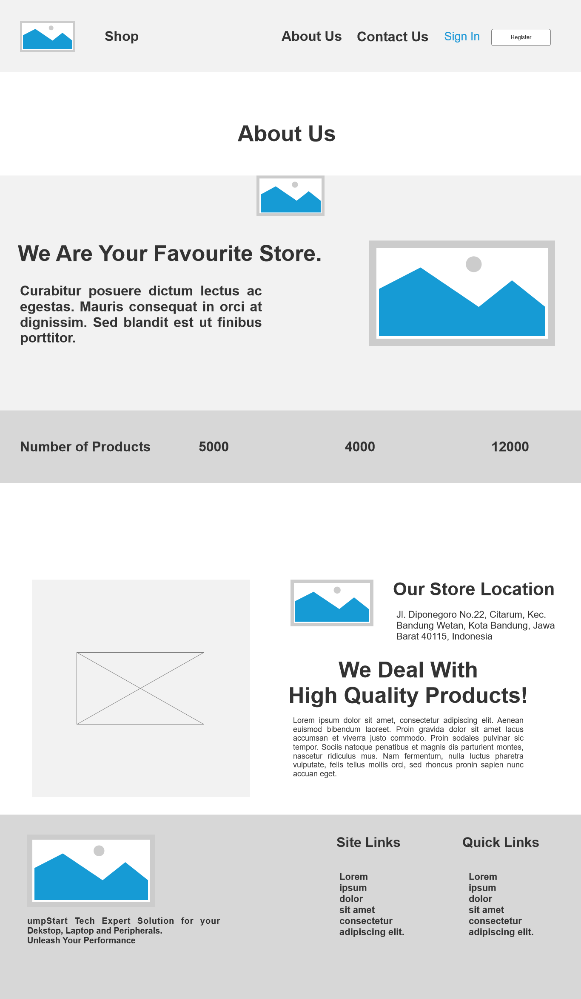 Shop
About Us
Contact Us
Sign In
Register
About Us
We Are Your Favourite Store.
Curabitur posuere dictum lectus ac
egestas. Mauris consequat in orci at
dignissim. Sed blandit est ut finibus
porttitor.
Number of Products
5000
4000
12000
Our Store Location
Jl. Diponegoro No.22, Citarum, Kec.
Bandung Wetan, Kota Bandung, Jawa
Barat 40115, Indonesia
We Deal With
High Quality Products!
Lorem ipsum dolor sit amet, consectetur adipiscing elit. Aenean
euismod bibendum laoreet. Proin gravida dolor sit amet lacus
accumsan et viverra justo commodo. Proin sodales pulvinar sic
tempor. Sociis natoque penatibus et magnis dis parturient montes,
nascetur ridiculus mus. Nam fermentum, nulla luctus pharetra
vulputate, felis tellus mollis orci, sed rhoncus pronin sapien nunc
accuan eget.
umpStart Tech Expert Solution for your
Dekstop, Laptop and Peripherals.
Unleash Your Performance
Site Links
Lorem
ipsum
dolor
sit amet
consectetur
adipiscing elit.
Quick Links
Lorem
ipsum
dolor
sit amet
consectetur
adipiscing elit.